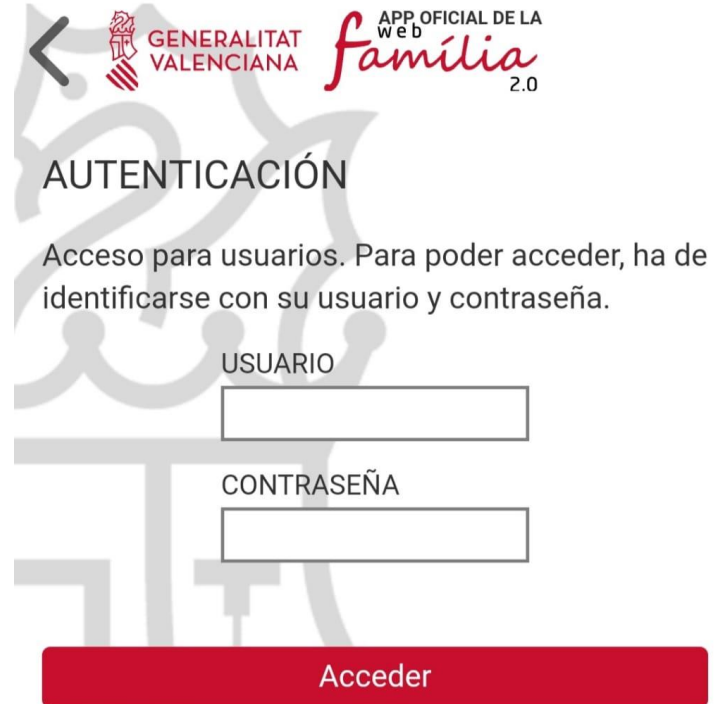 GENERALITAT
VALENCIANA
APP OFICIAL DE LA
web
família
2.0
AUTENTICACIÓN
Acceso para usuarios. Para poder acceder, ha de
identificarse con su usuario y contraseña.
USUARIO
CONTRASEÑA
Acceder